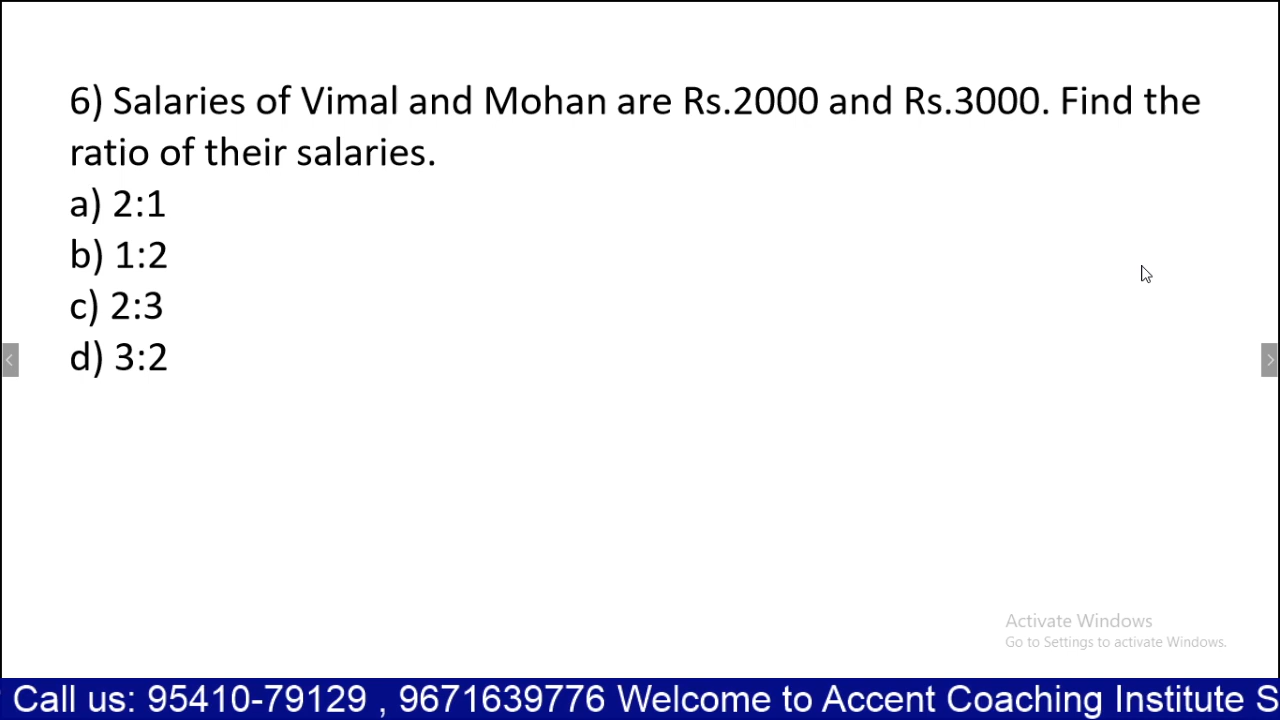 6) Salaries of Vimal and Mohan are Rs.2000 and Rs.3000. Find the
ratio of their salaries.
a) 2:1
b) 1:2
c) 2:3
d) 3:2
Activate Windows
Go to Settings to activate Windows.
Call us: 95410-79129 , 9671639776 Welcome to Accent Coaching Institute S